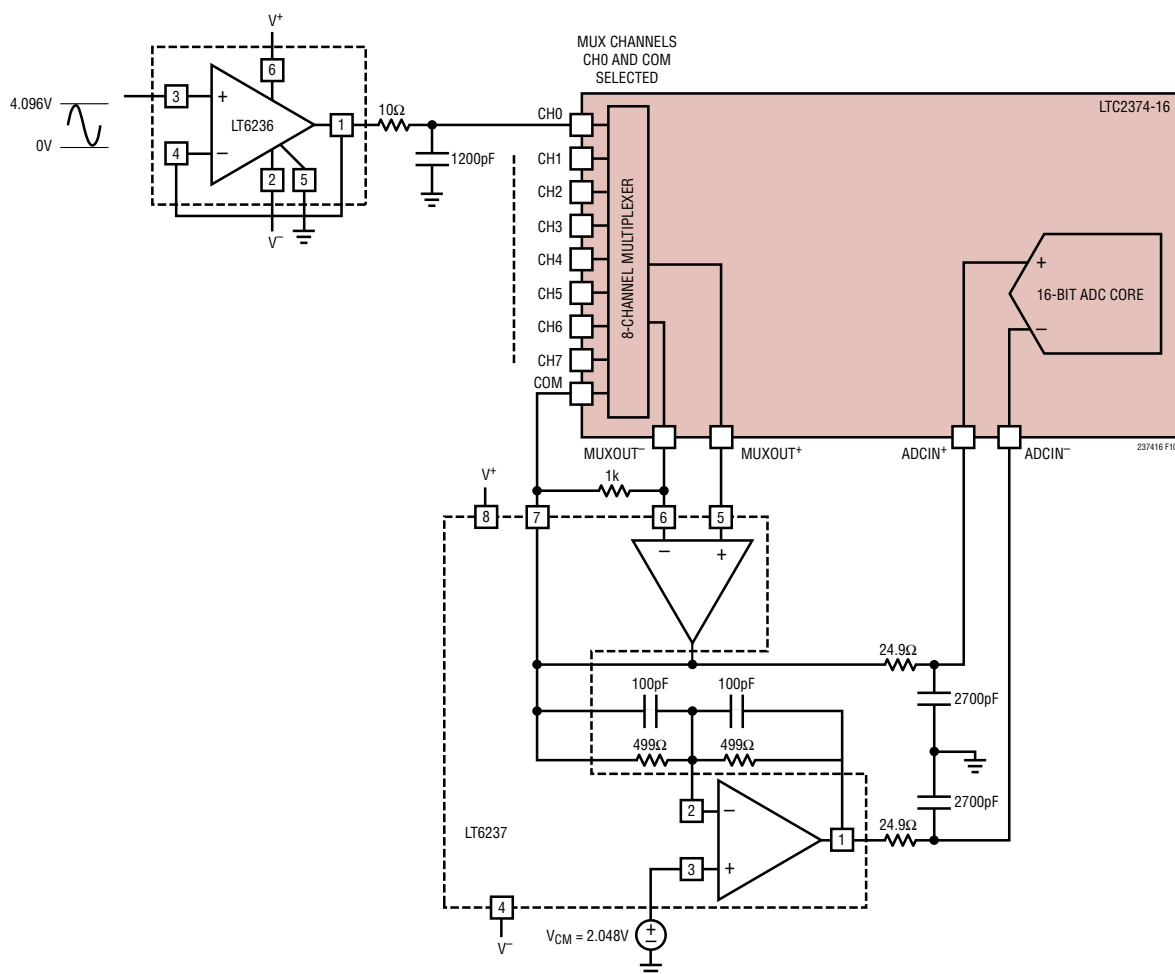 V+
6
4.096V
0V
3
+
LT6236
1
4
–
2
5
V–
10Ω
1200pF
MUX CHANNELS
CH0 AND COM
SELECTED
LTC2374-16
CH0
CH1
CH2
CH3
CH4
CH5
CH6
CH7
COM
8-CHANNEL MULTIPLEXER
+
16-BIT ADC CORE
–
MUXOUT–
MUXOUT+
ADCIN+
ADCIN–
237416 F10
V+
1k
8
7
6
5
–
+
24.9Ω
2700pF
100pF
100pF
499Ω
499Ω
2700pF
24.9Ω
LT6237
2
–
3
+
1
4
V–
VCM = 2.048V
+
–